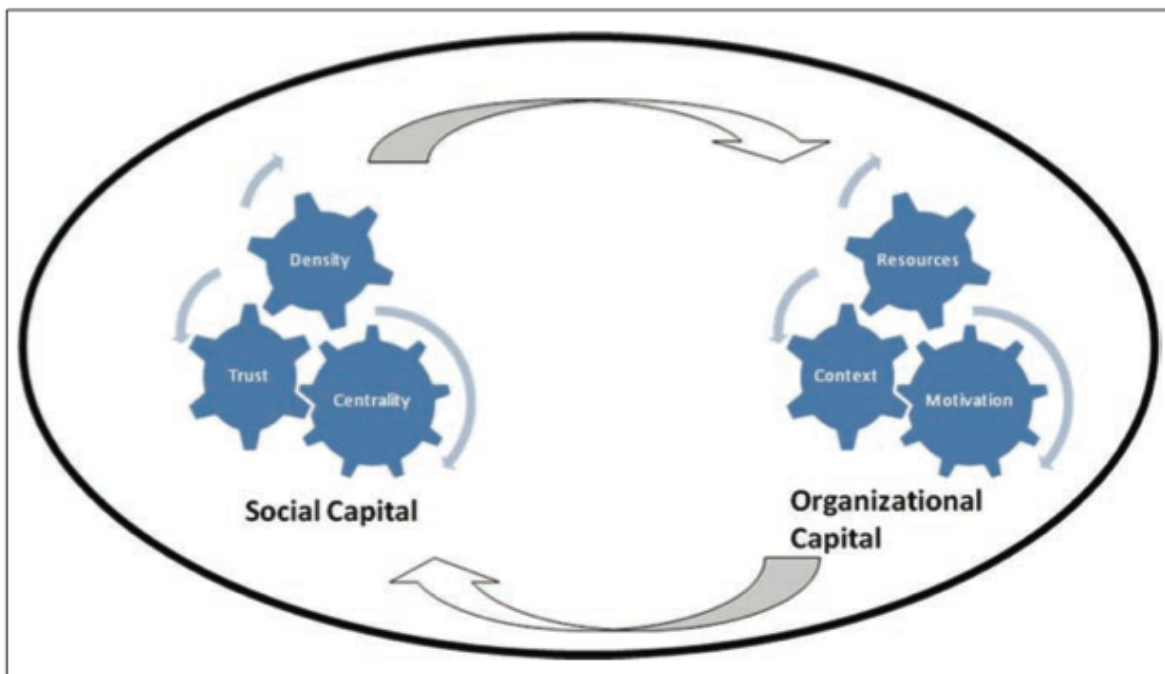 Density
Trust
Centrality
Social Capital
Resources
Context
Motivation
Organizational
Capital